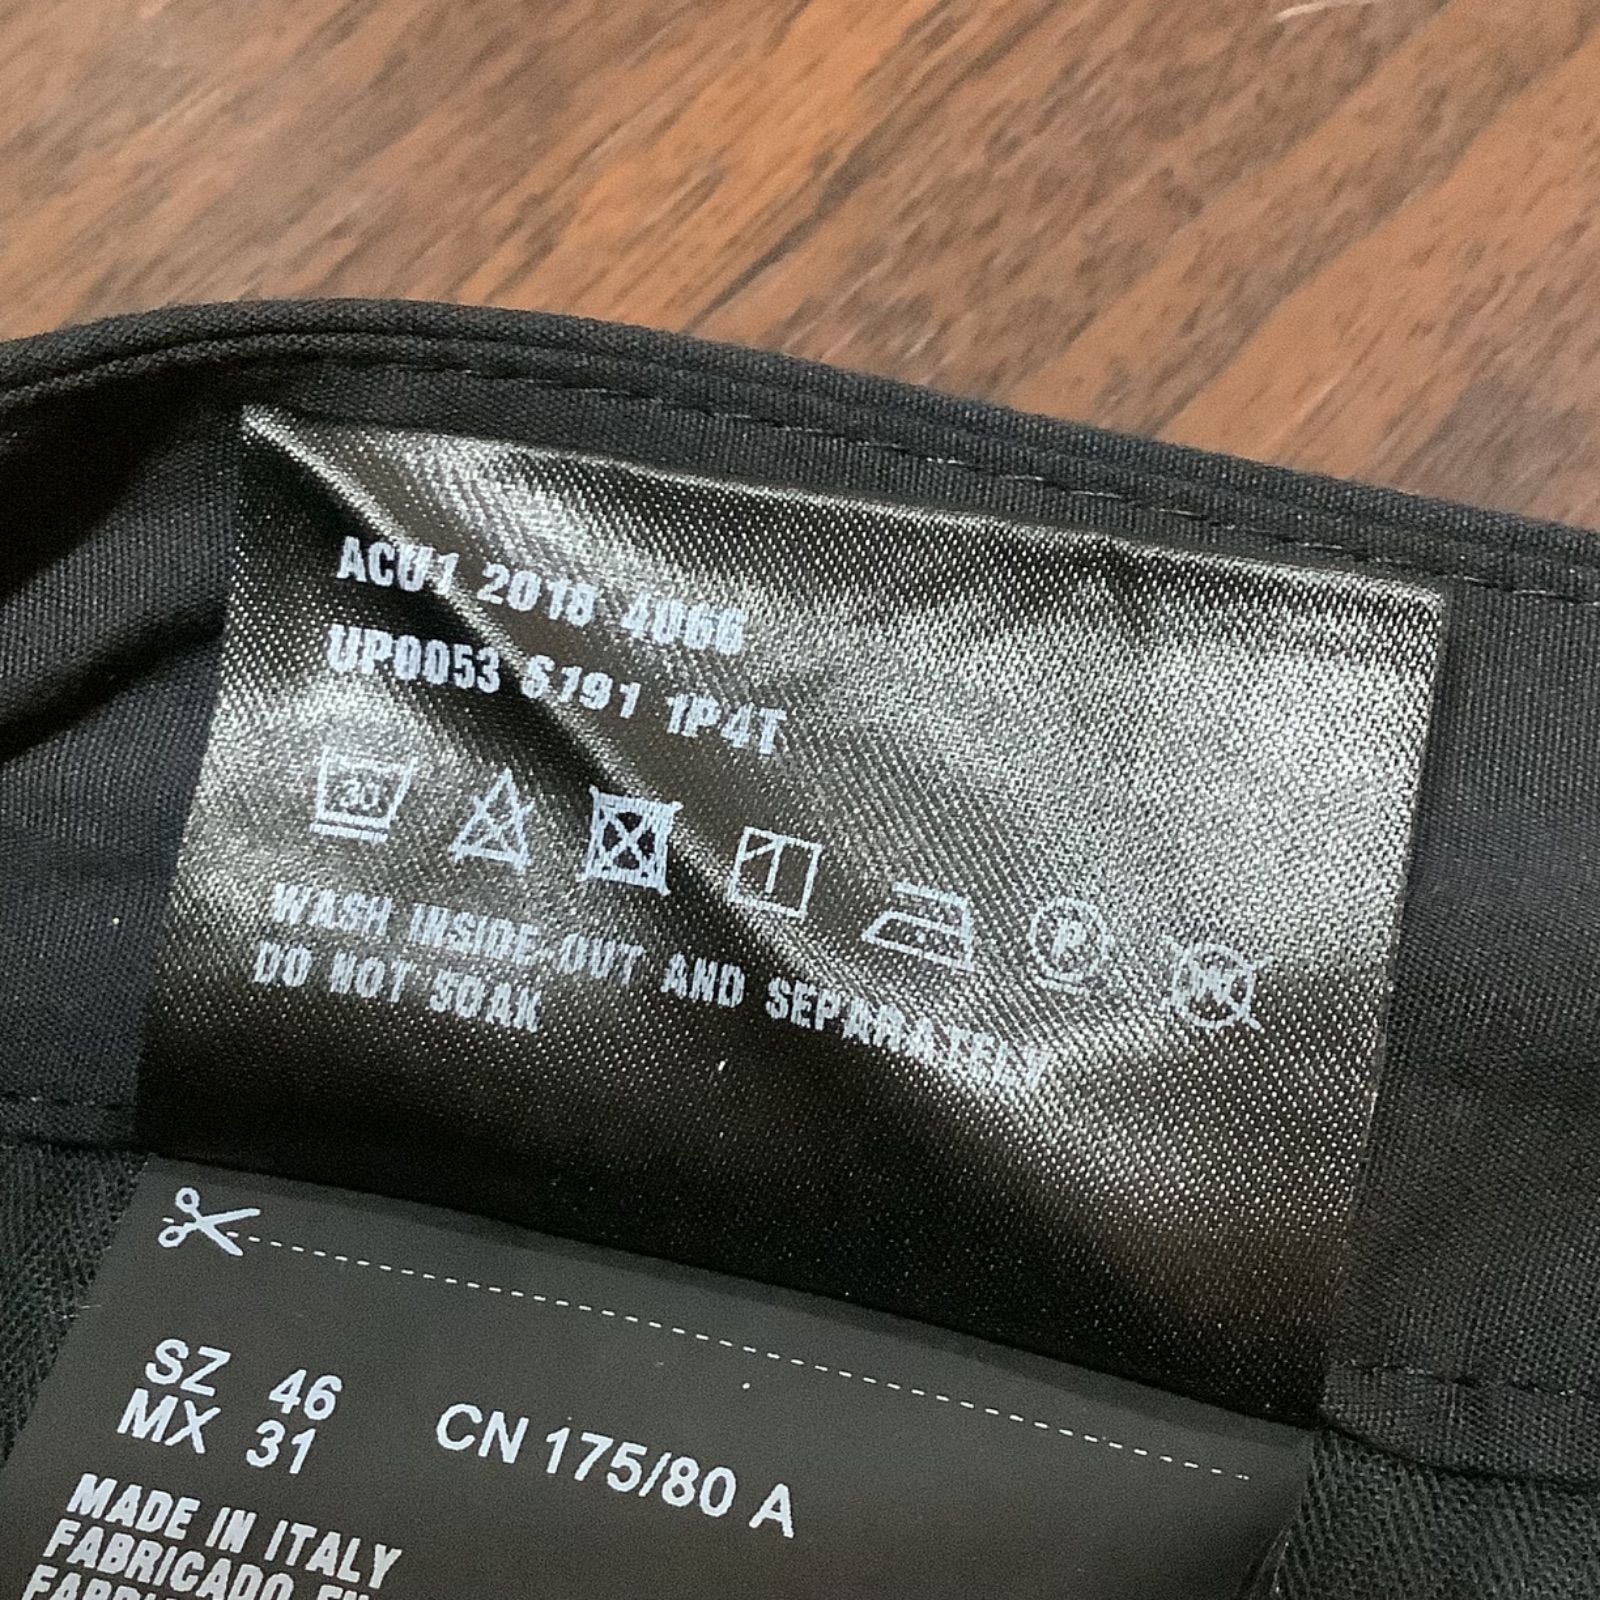 ACU1 2018 4066
UP0053 S191 1P4T
30
P
W
WASH INSIDE-OUT AND SEPARATELY
DO NOT SOAK
SZ 46
MX 31
CN 175/80 A
MADE IN ITALY
FABRICADO EN